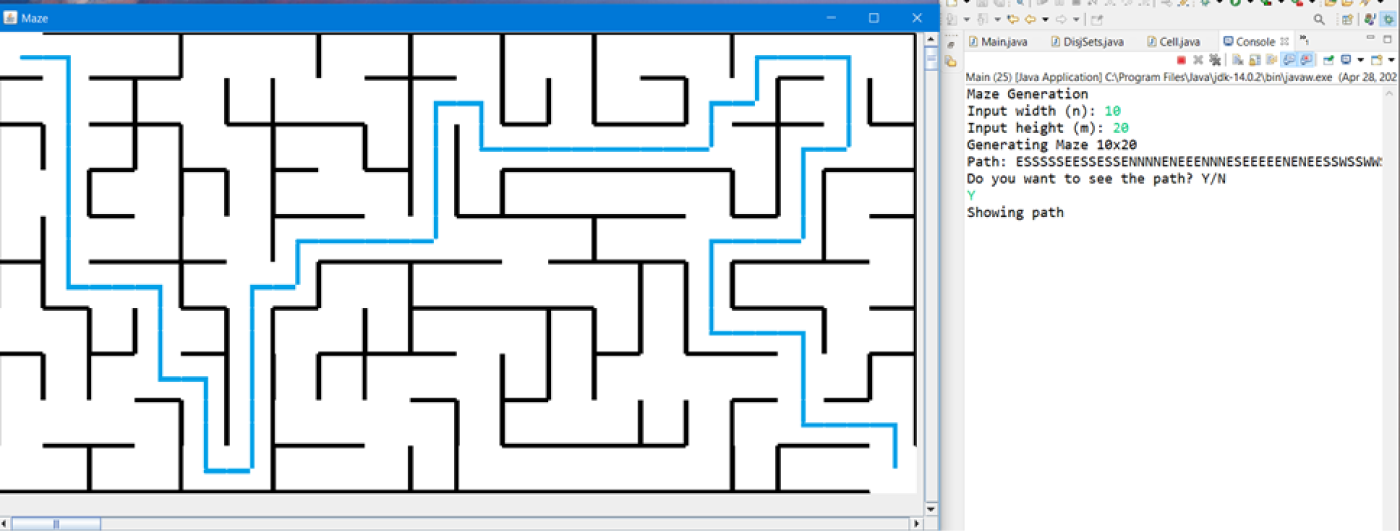 Maze
Main.java
DisjSets.java
Cell.java
Console
Main (25) [Java Application] C:\Program Files\Java\jdk-14.0.2\bin\javaw.exe (Apr 28, 202
Maze Generation
Input width (n): 10
Input height (m): 20
Generating Maze 10x20
Path: ESSSSSEESSESSENNNNENEEENNNESEEEEENENEESSWSSWW
Do you want to see the path? Y/N
Y
Showing path